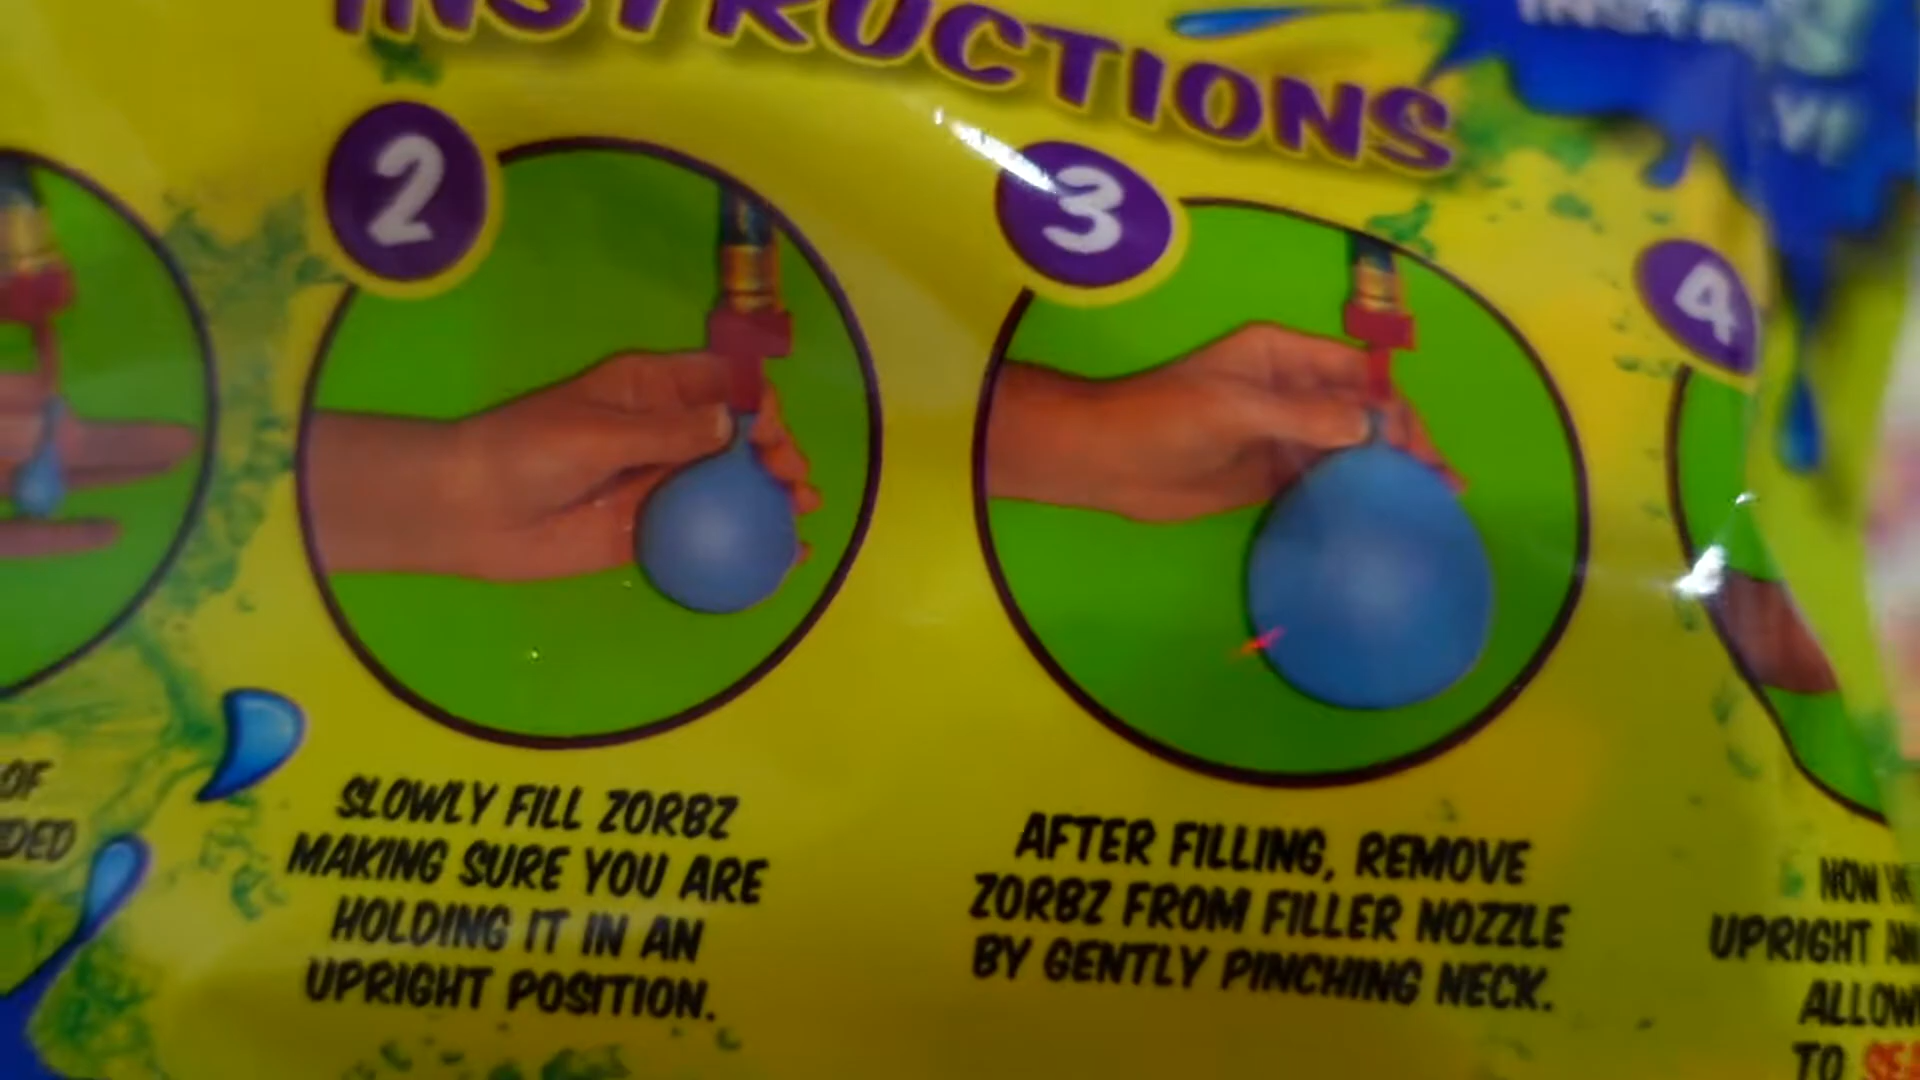 INSTRUCTIONS
2
3
4
OF
SLOWLY FILL ZORBZ
MAKING SURE YOU ARE
HOLDING IT IN AN
UPRIGHT POSITION.
AFTER FILLING, REMOVE
ZORBZ FROM FILLER NOZZLE
BY GENTLY PINCHING NECK.
NOW
UPRIGHT
ALLOW
TO